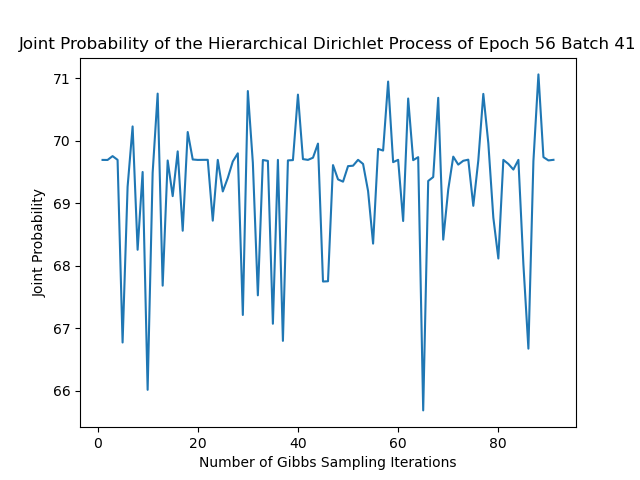 Joint Probability of the Hierarchical Dirichlet Process of Epoch 56 Batch 41
71
70
69
68
67
66
Joint Probability
0 20 40 60 80
Number of Gibbs Sampling Iterations